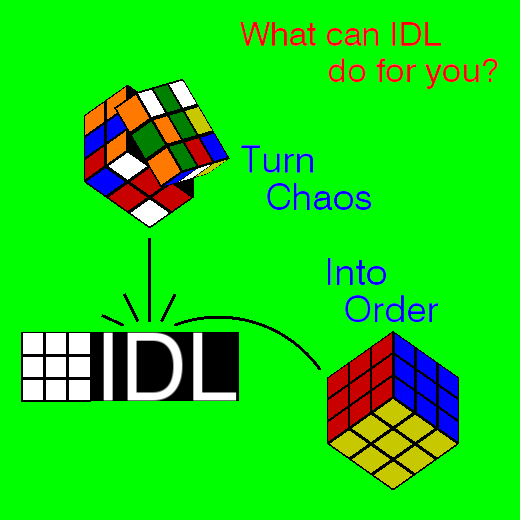 What can IDL
do for you?
Turn
Chaos
Into
Order
IDL